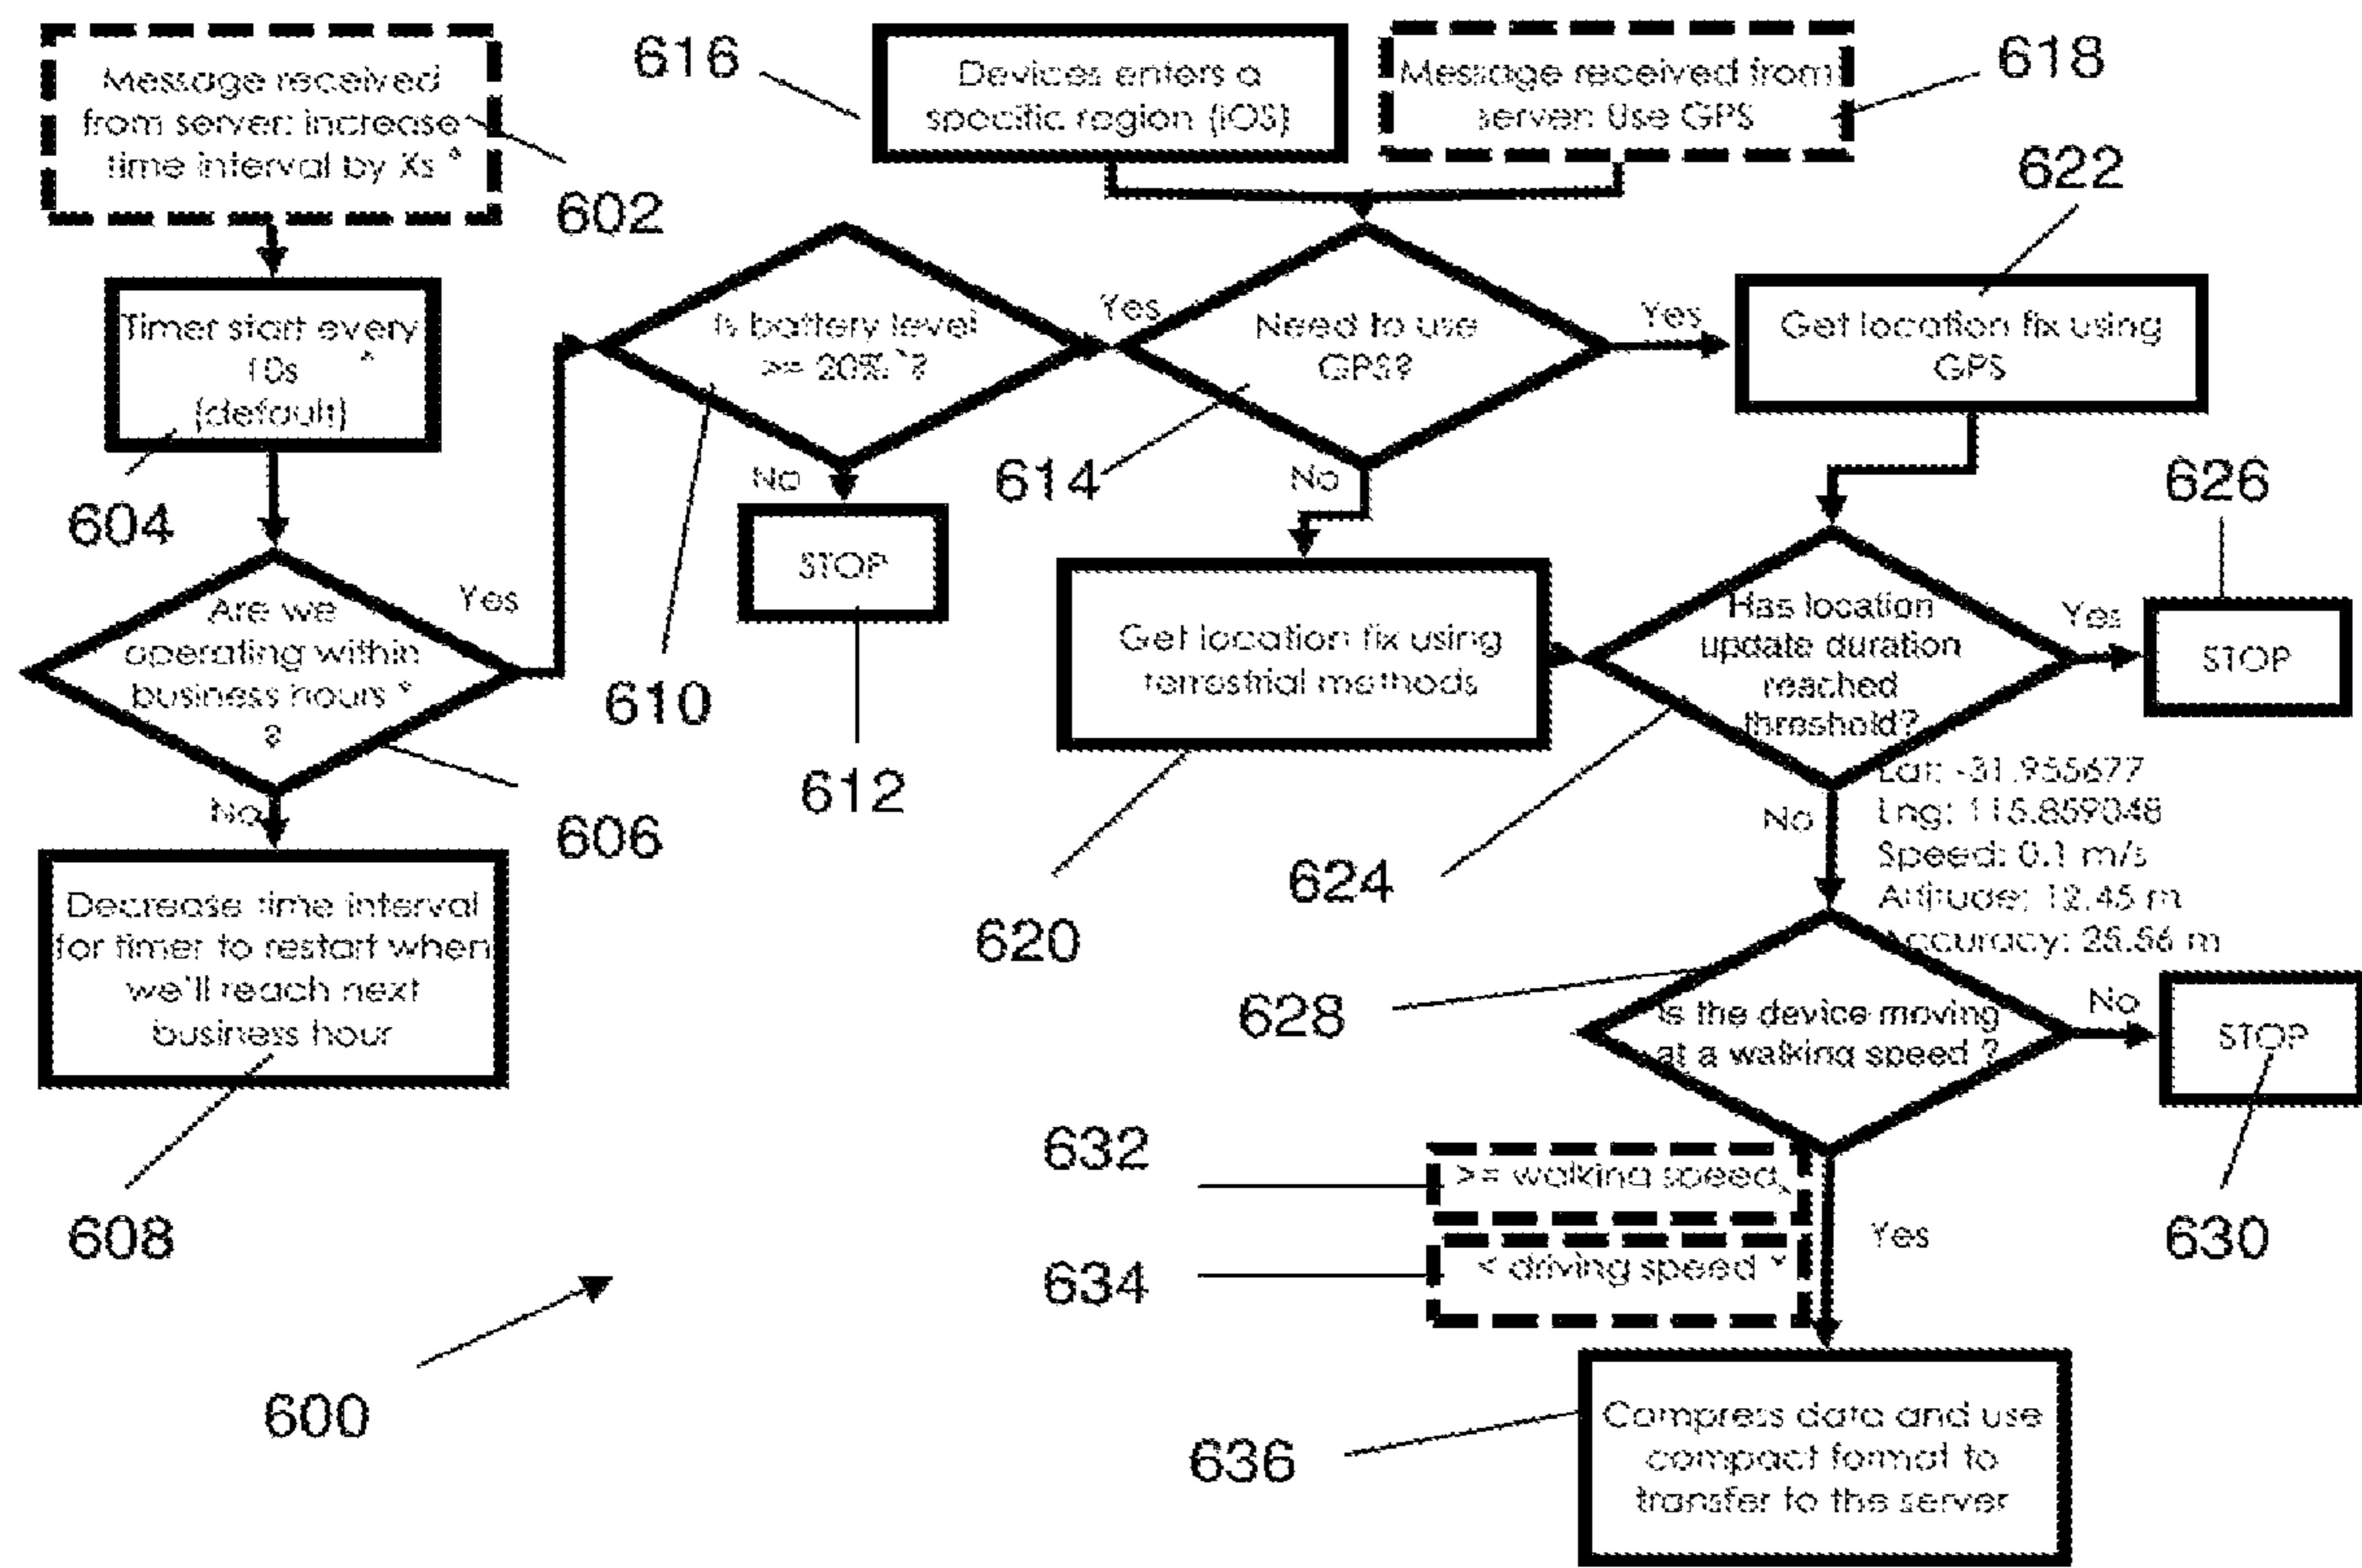 Message received
from server: increase
time interval by Xs *
602
Timer start every
10s *
(default)
604
Are we
operating within
business hours *
?
606
Yes
No
Decrease time interval
for timer to restart when
we'll reach next
business hour
608
Is battery level
>= 20% ?
610
Yes
No
STOP
612
616
Devices enters a
specific region (iOS)
Message received from
server: Use GPS
618
Need to use
GPS?
614
Yes
No
622
Get location fix using
GPS
Get location fix using
terrestrial methods
620
Has location
update duration
reached
threshold?
624
Yes
626
STOP
No
Lat: -31.955677
Lng: 115.859048
Speed: 0.1 m/s
Altitude: 12.45 m
Accuracy: 25.56 m
Is the device moving
at a walking speed ?
628
No
STOP
630
632
>= walking speed
634
< driving speed *
Yes
Compress data and use
compact format to
transfer to the server
636
600